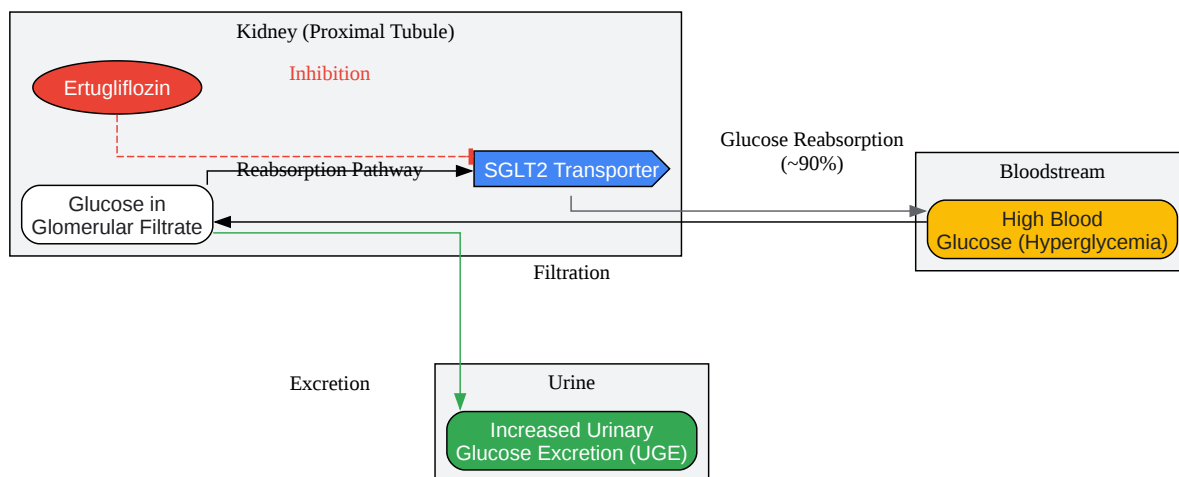 Kidney (Proximal Tubule)
Inhibition
Ertugliflozin
Glucose Reabsorption
(~90%)
Reabsorption Pathway
SGLT2 Transporter
Bloodstream
Glucose in
Glomerular Filtrate
High Blood
Glucose (Hyperglycemia)
Filtration
Excretion
Urine
Increased Urinary
Glucose Excretion (UGE)